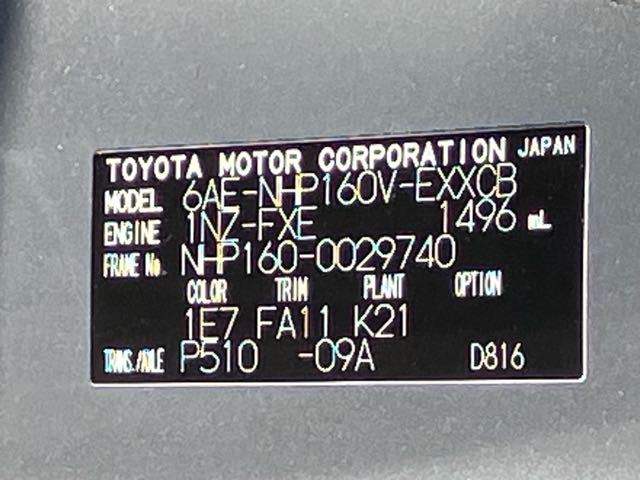 TOYOTA MOTOR CORPORATION JAPAN
MODEL 6AE-NHP160V-EXXCB
ENGINE 1NZ-FXE 1496 mL
FRAME No. NHP160-0029740
COLOR TRIM PLANT OPTION
1E7 FA11 K21
TRANS./AXLE P510 -09A D816